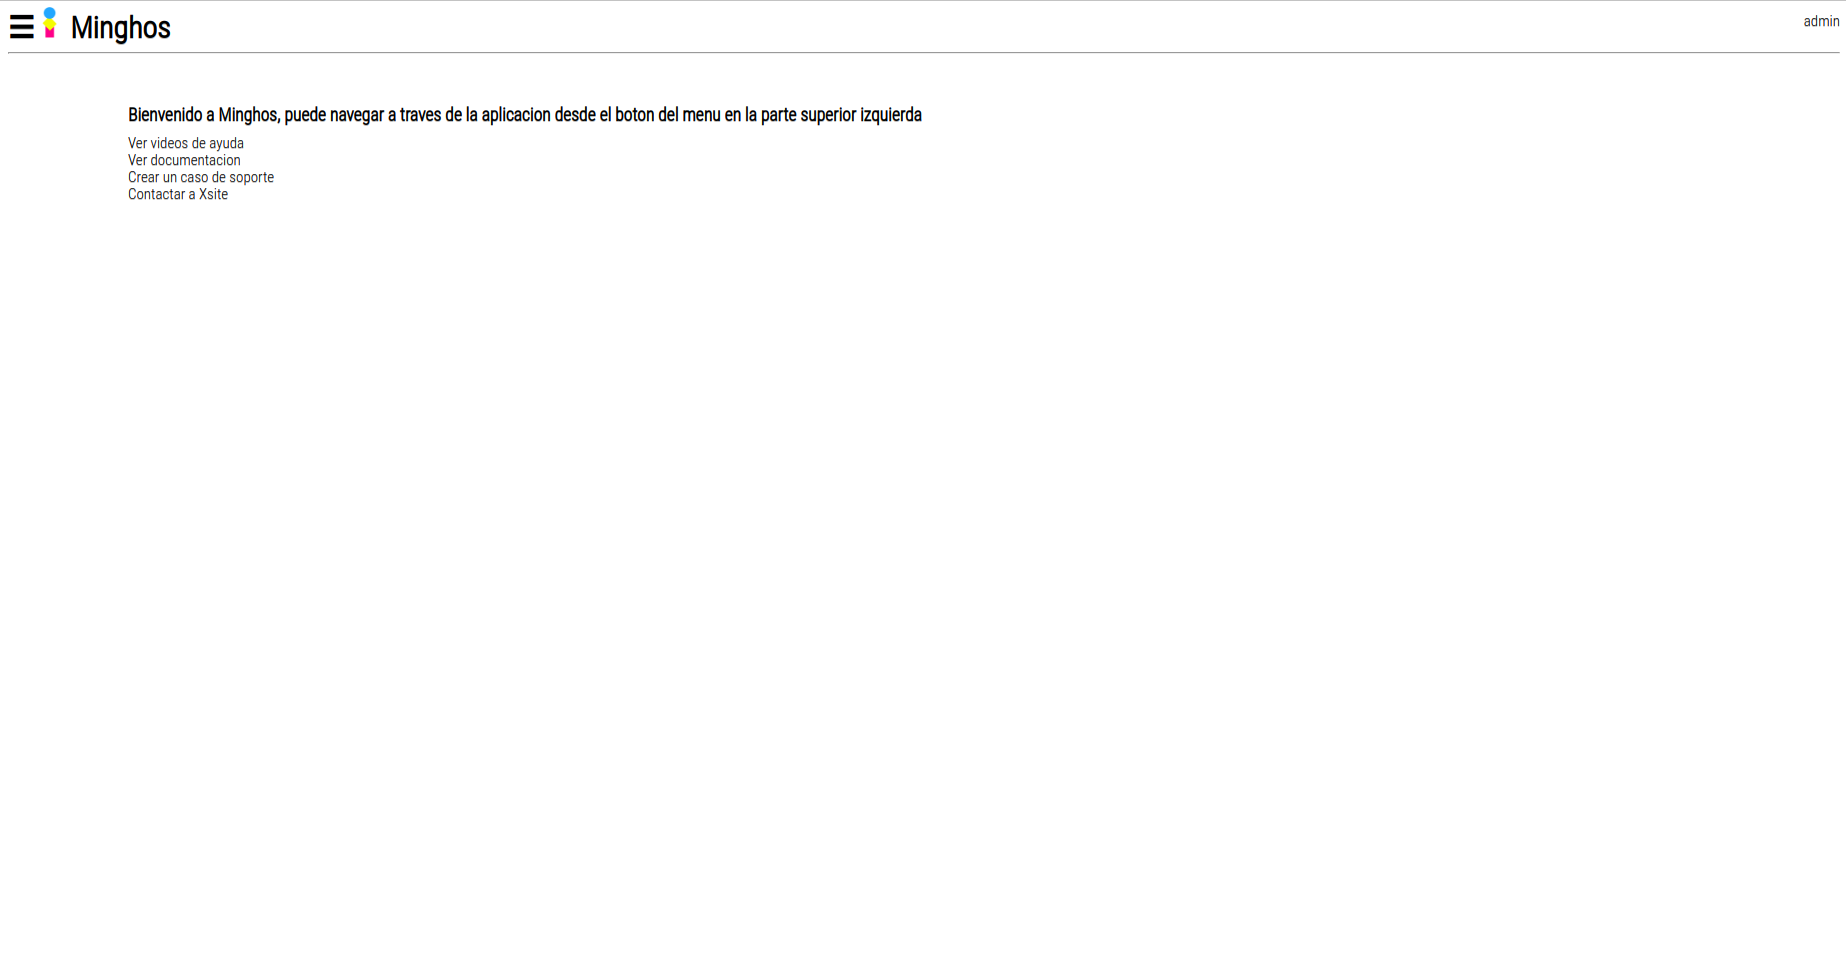 Minghos
admin
Bienvenido a Minghos, puede navegar a traves de la aplicacion desde el boton del menu en la parte superior izquierda
Ver videos de ayuda
Ver documentacion
Crear un caso de soporte
Contactar a Xsite